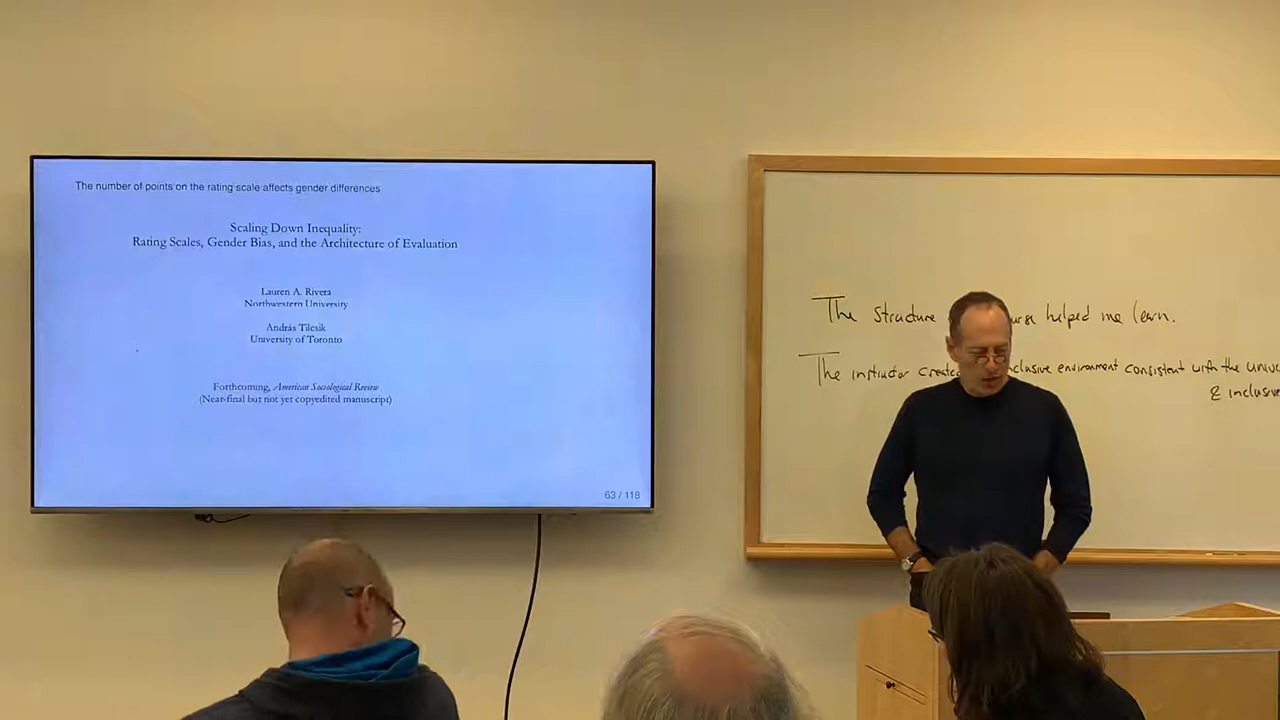 The number of points on the rating scale affects gender differences
Scaling Down Inequality:
Rating Scales, Gender Bias, and the Architecture of Evaluation
Lauren A. Rivera
Northwestern University
András Tilcsik
University of Toronto
Forthcoming, American Sociological Review
(Near-final but not yet copyedited manuscript)
63 / 118
The structure helped me learn.
The instructor clusive environment consistent with the
& inclusive